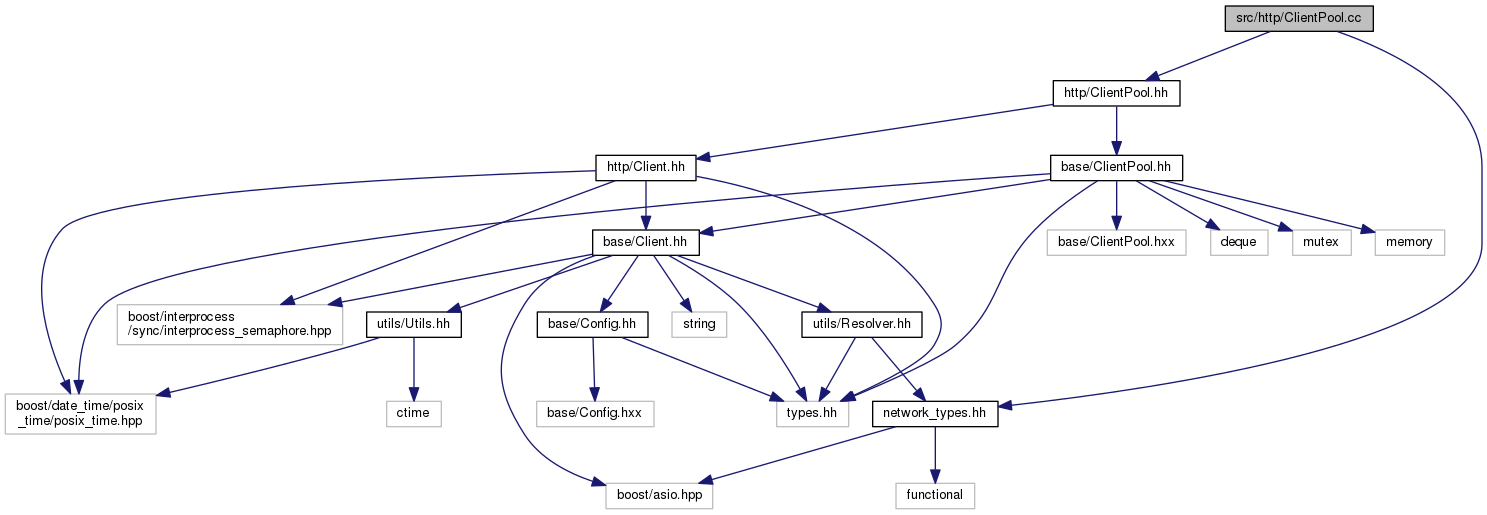 src/http/ClientPool.cc
http/ClientPool.hh
http/Client.hh
base/ClientPool.hh
base/Client.hh
base/ClientPool.hxx
deque
mutex
memory
boost/interprocess
/sync/interprocess_semaphore.hpp
utils/Utils.hh
base/Config.hh
string
utils/Resolver.hh
boost/date_time/posix
_time/posix_time.hpp
ctime
base/Config.hxx
types.hh
network_types.hh
boost/asio.hpp
functional